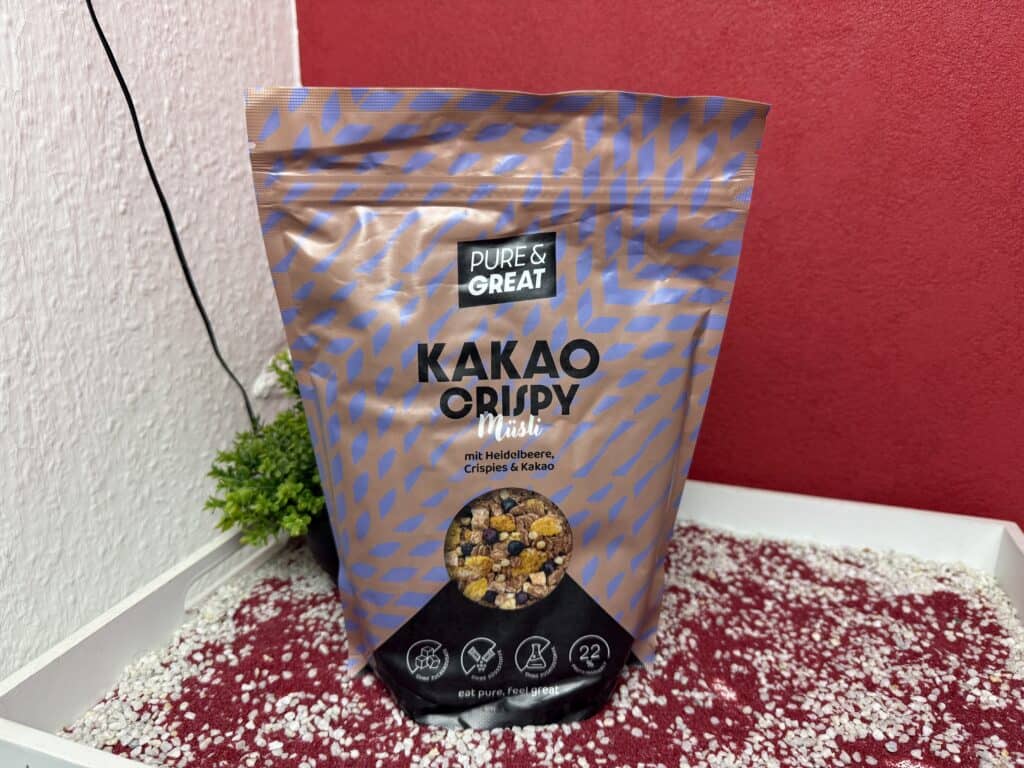 PURE &
GREAT
KAKAO
CRISPY
Müsli
mit Heidelbeere,
Crispies & Kakao
22
%
eat pure, feel great